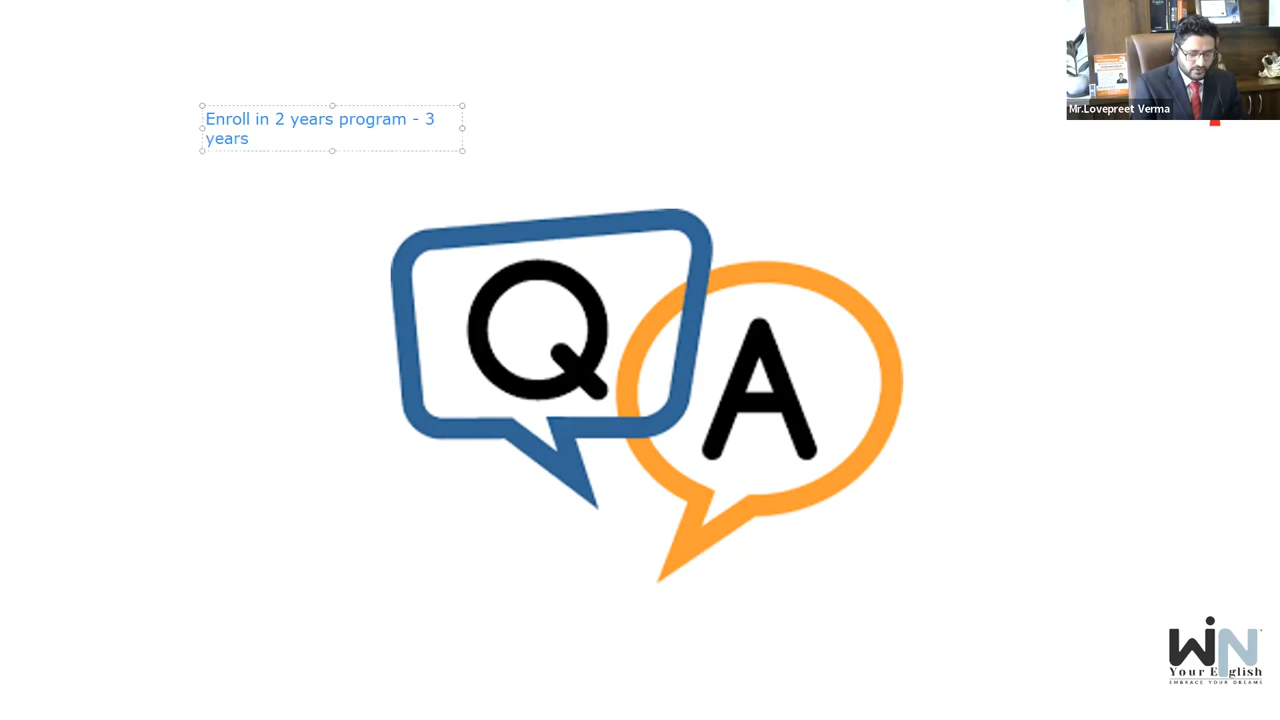 Mr.Lovepreet Verma
Enroll in 2 years program - 3
years
Q
A
WiN
Your English
EMBRACE YOUR DREAMS